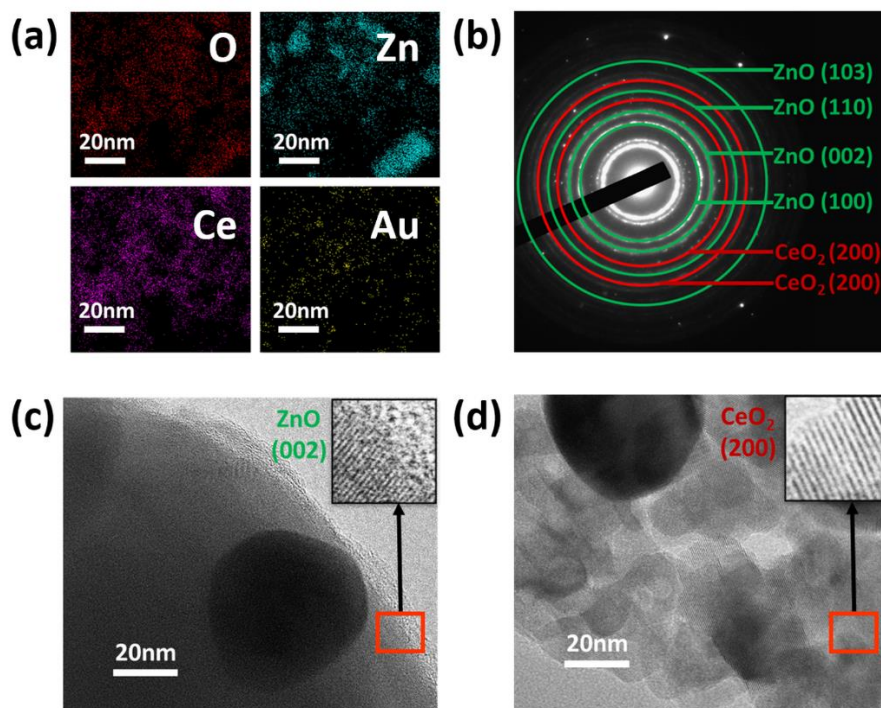 (a)
O
20nm
Zn
20nm
Ce
20nm
Au
20nm
(b)
ZnO (103)
ZnO (110)
ZnO (002)
ZnO (100)
CeO₂ (200)
CeO₂ (200)
(c)
ZnO
(002)
20nm
(d)
CeO₂
(200)
20nm